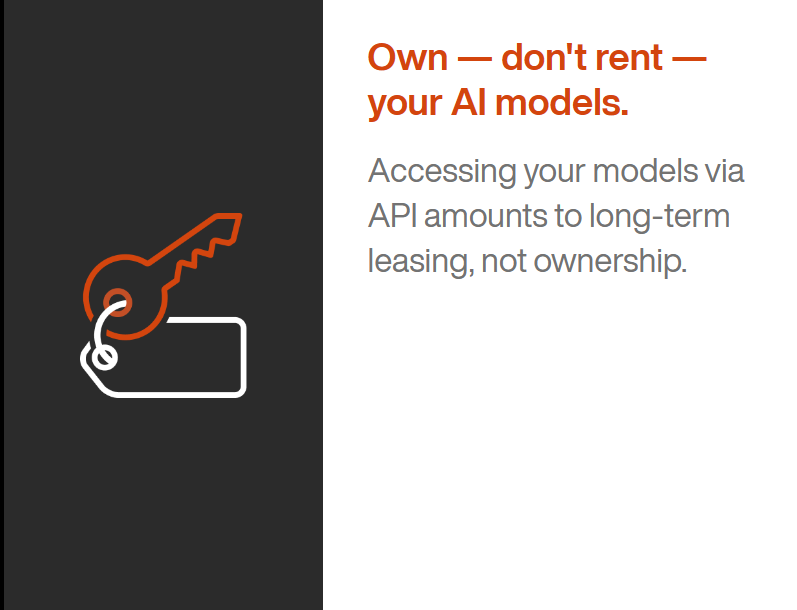 Own — don't rent —
your AI models.
Accessing your models via
API amounts to long-term
leasing, not ownership.